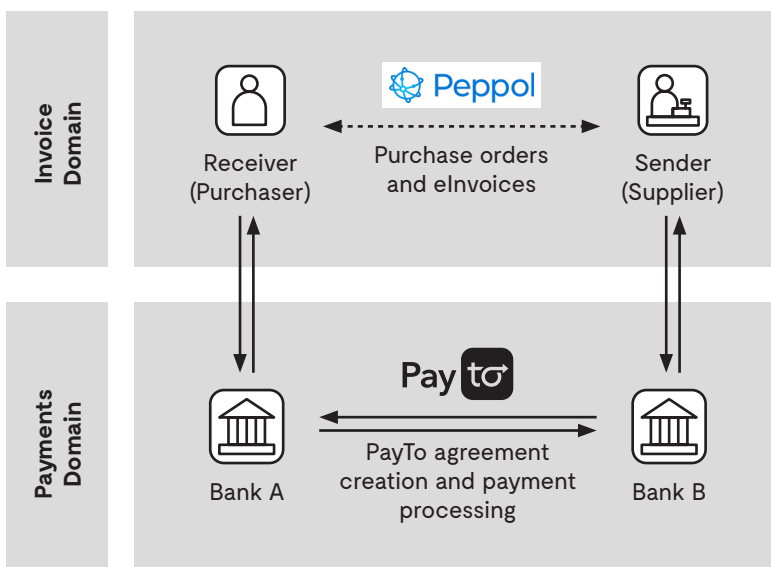 Invoice
Domain
Peppol
Receiver
(Purchaser)
Purchase orders
and eInvoices
Sender
(Supplier)
Payments
Domain
Pay to
Bank A
PayTo agreement
creation and payment
processing
Bank B